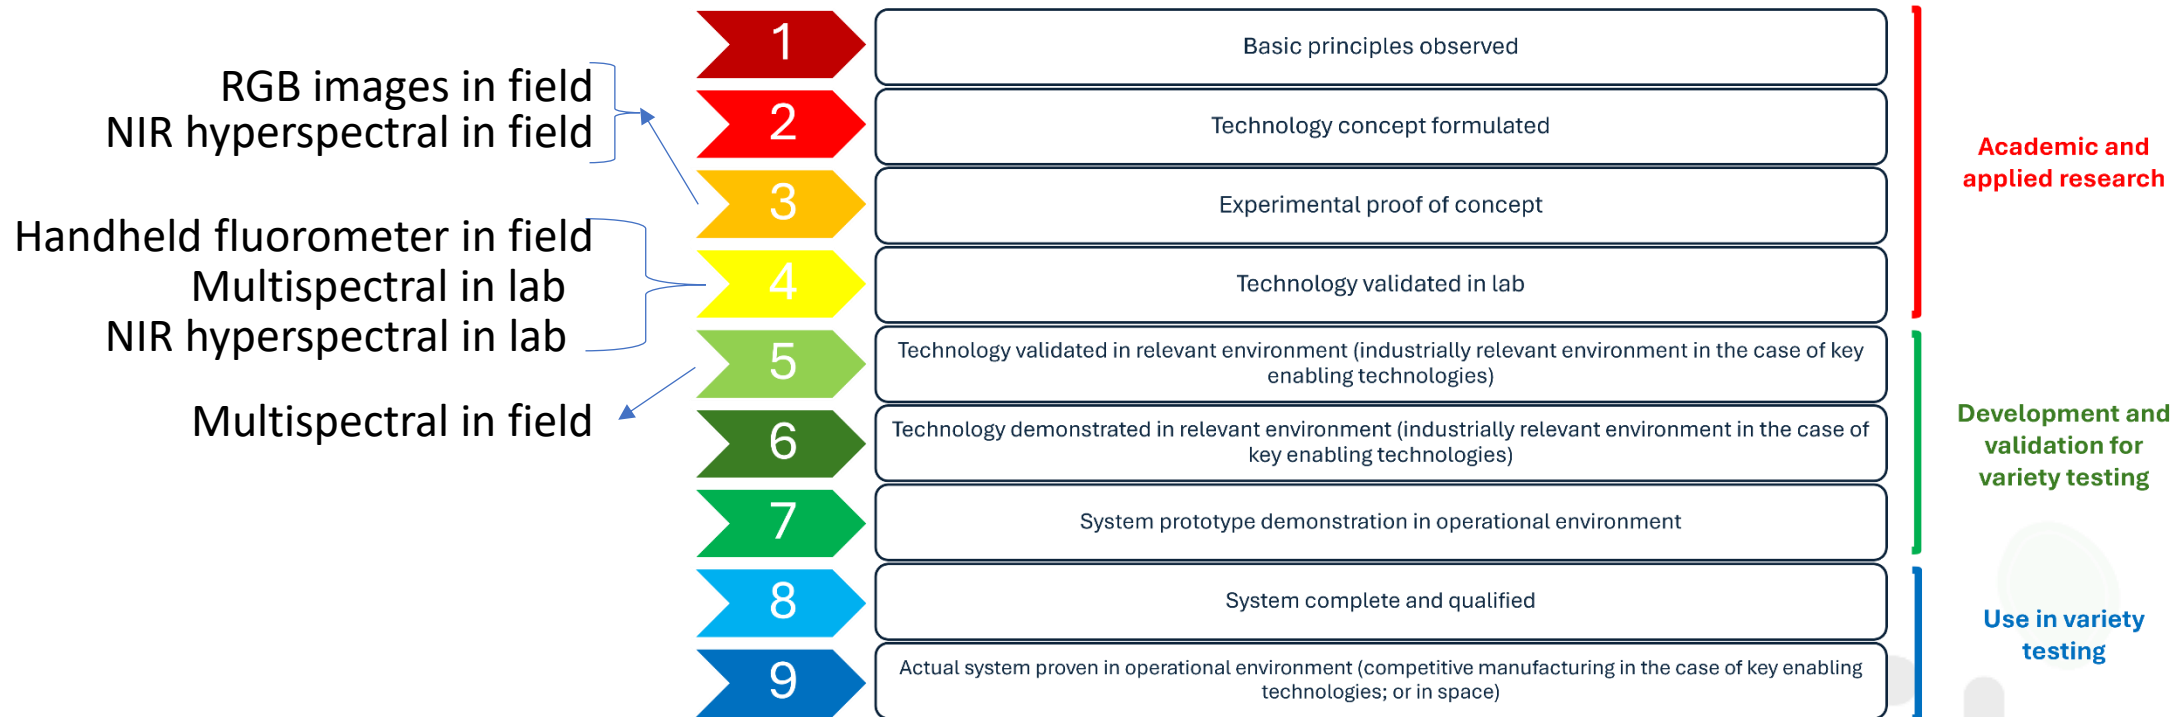 RGB images in field
NIR hyperspectral in field
Handheld fluorometer in field
Multispectral in lab
NIR hyperspectral in lab
Multispectral in field
1
Basic principles observed
2
Technology concept formulated
3
Experimental proof of concept
4
Technology validated in lab
5
Technology validated in relevant environment (industrially relevant environment in the case of key
enabling technologies)
6
Technology demonstrated in relevant environment (industrially relevant environment in the case of
key enabling technologies)
7
System prototype demonstration in operational environment
8
System complete and qualified
9
Actual system proven in operational environment (competitive manufacturing in the case of key enabling
technologies; or in space)
Academic and
applied research
Development and
validation for
variety testing
Use in variety
testing